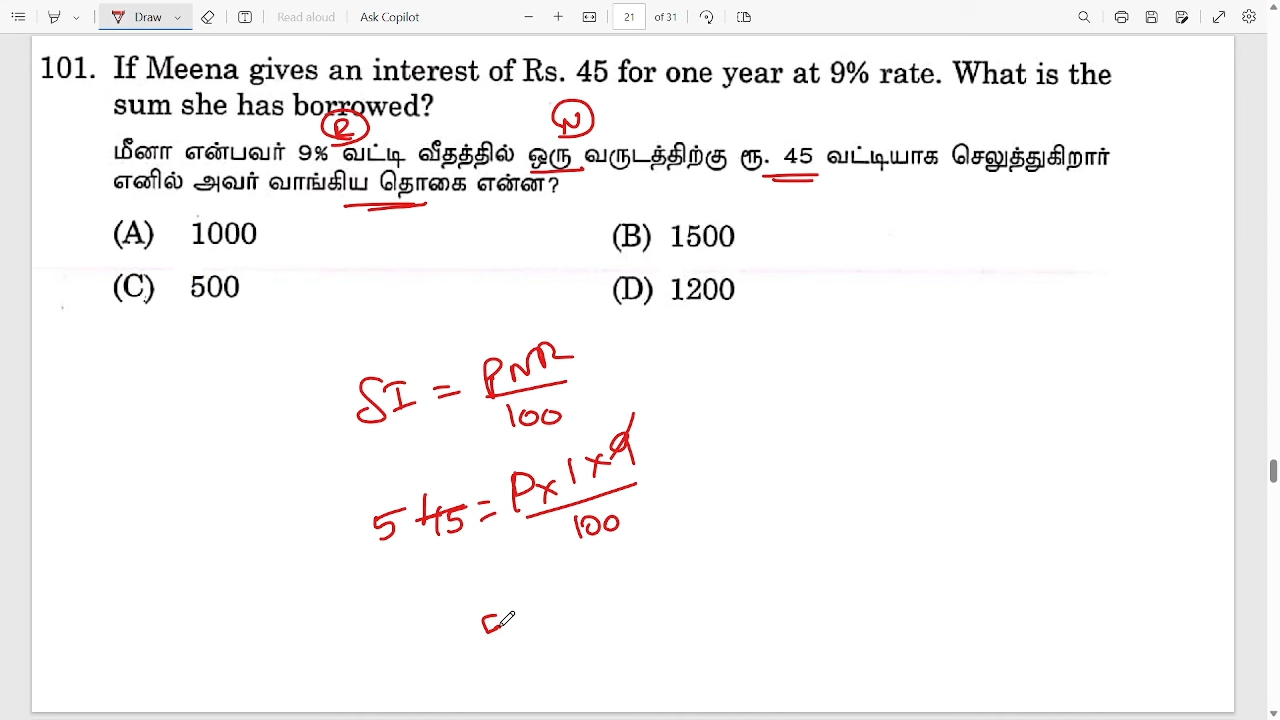 Draw
Read aloud
Ask Copilot
21
of 31
101. If Meena gives an interest of Rs. 45 for one year at 9% rate. What is the
sum she has borrowed?
R
N
மீனா என்பவர் 9% வட்டி வீதத்தில் ஒரு வருடத்திற்கு ரூ. 45 வட்டியாக செலுத்துகிறார்
எனில் அவர் வாங்கிய தொகை என்ன?
(A) 1000
(B) 1500
(C) 500
(D) 1200
SI = PNR
100
5 45 = P x 1 x 9
100